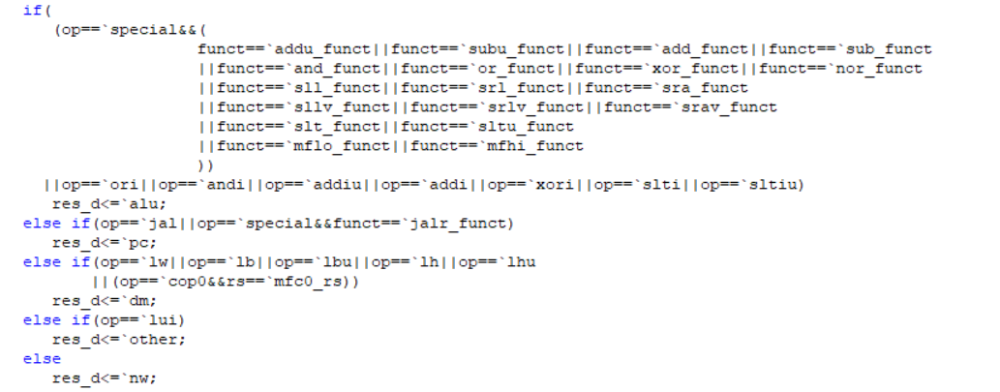 if(
(op==`special&&(
funct==`addu_funct||funct==`subu_funct||funct==`add_funct||funct==`sub_funct
||funct==`and_funct||funct==`or_funct||funct==`xor_funct||funct==`nor_funct
||funct==`sll_funct||funct==`srl_funct||funct==`sra_funct
||funct==`sllv_funct||funct==`srlv_funct||funct==`srav_funct
||funct==`slt_funct||funct==`sltu_funct
||funct==`mflo_funct||funct==`mfhi_funct
))
||op==`ori||op==`andi||op==`addiu||op==`addi||op==`xori||op==`slti||op==`sltiu)
res_d<=`alu;
else if(op==`jal||op==`special&&funct==`jalr_funct)
res_d<=`pc;
else if(op==`lw||op==`lb||op==`lbu||op==`lh||op==`lhu
||(op==`cop0&&rs==`mfc0_rs))
res_d<=`dm;
else if(op==`lui)
res_d<=`other;
else
res_d<=`nw;